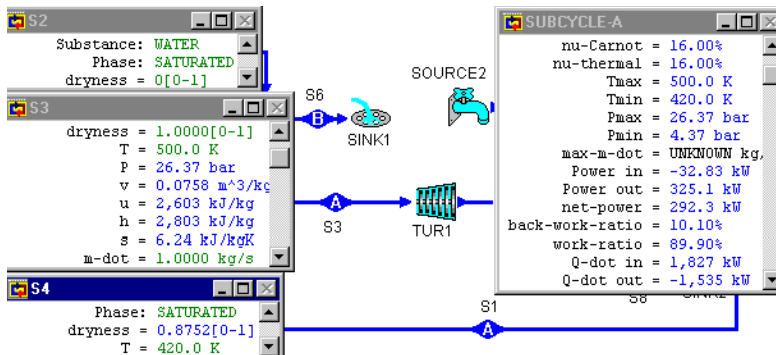 S2
Substance: WATER
Phase: SATURATED
dryness = 0[0-1]
S3
dryness = 1.0000[0-1]
T = 500.0 K
P = 26.37 bar
v = 0.0758 m^3/kg
u = 2,603 kJ/kg
h = 2,803 kJ/kg
s = 6.24 kJ/kgK
m-dot = 1.0000 kg/s
S4
Phase: SATURATED
dryness = 0.8752[0-1]
T = 420.0 K
S6
B
SINK1
SOURCE2
A
S3
TUR1
S1
A
S8
SUBCYCLE-A
nu-Carnot = 16.00%
nu-thermal = 16.00%
Tmax = 500.0 K
Tmin = 420.0 K
Pmax = 26.37 bar
Pmin = 4.37 bar
max-m-dot = UNKNOWN kg,
Power in = -32.83 kW
Power out = 325.1 kW
net-power = 292.3 kW
back-work-ratio = 10.10%
work-ratio = 89.90%
Q-dot in = 1,827 kW
Q-dot out = -1,535 kW